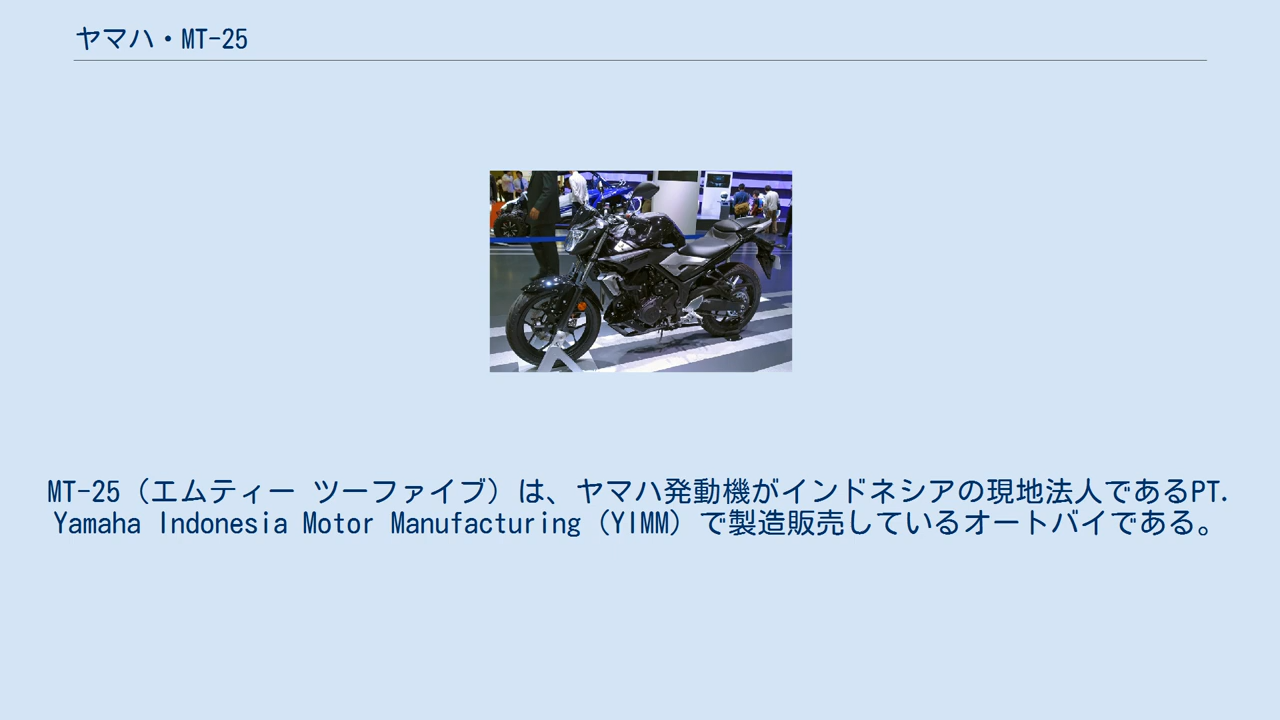 ヤマハ・MT-25
MT-25（エムティー ツーファイブ）は、ヤマハ発動機がインドネシアの現地法人であるPT.
Yamaha Indonesia Motor Manufacturing（YIMM）で製造販売しているオートバイである。